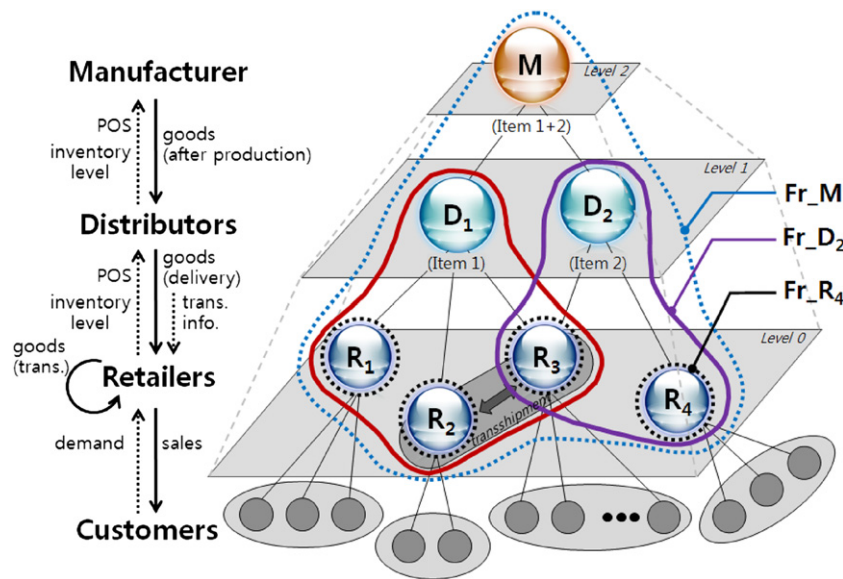 Manufacturer
POS
inventory
level
goods
(after production)
Distributors
POS
inventory
level
goods
(delivery)
trans.
info.
goods
(trans.)
Retailers
demand
sales
Customers
M
Level 2
(Item 1+2)
Level 1
D1
D2
(Item 1)
(Item 2)
Level 0
R1
R2
R3
R4
transshipment
Fr_M
Fr_D2
Fr_R4